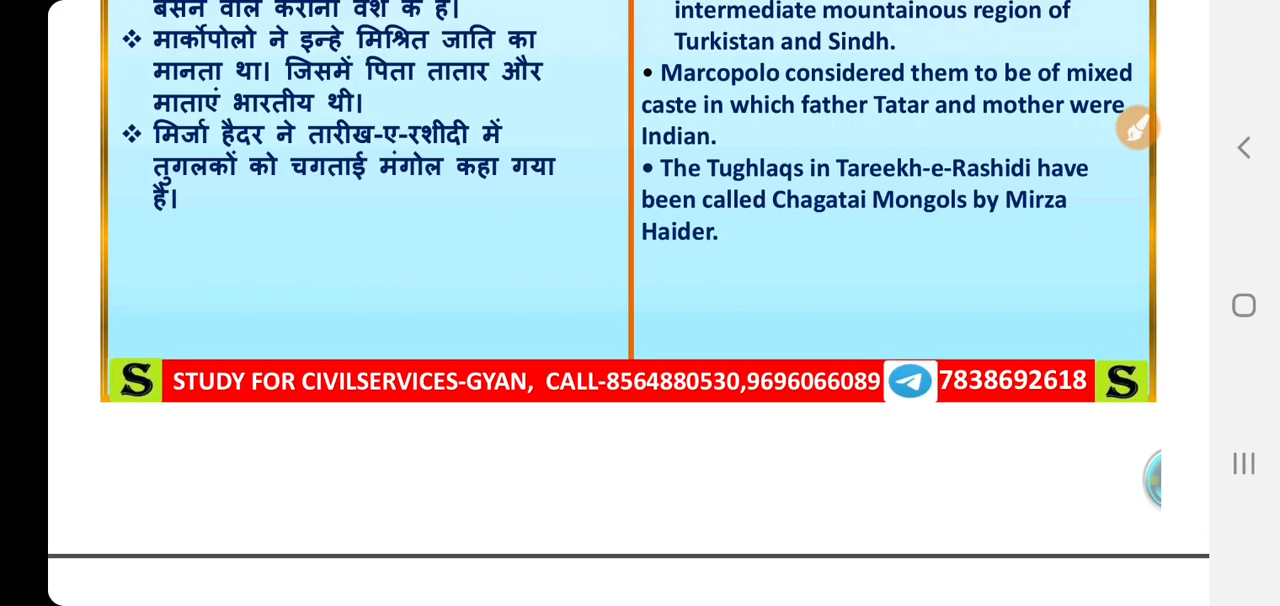 बसने वाले करौना वंश के हैं।
❖ मार्कोपोलो ने इन्हे मिश्रित जाति का
मानता था। जिसमें पिता तातार और
माताएं भारतीय थी।
❖ मिर्जा हैदर ने तारीख-ए-रशीदी में
तुगलकों को चगताई मंगोल कहा गया
है।
intermediate mountainous region of
Turkistan and Sindh.
• Marcopolo considered them to be of mixed
caste in which father Tatar and mother were
Indian.
• The Tughlaqs in Tareekh-e-Rashidi have
been called Chagatai Mongols by Mirza
Haider.
S STUDY FOR CIVILSERVICES-GYAN, CALL-8564880530,9696066089 7838692618 S